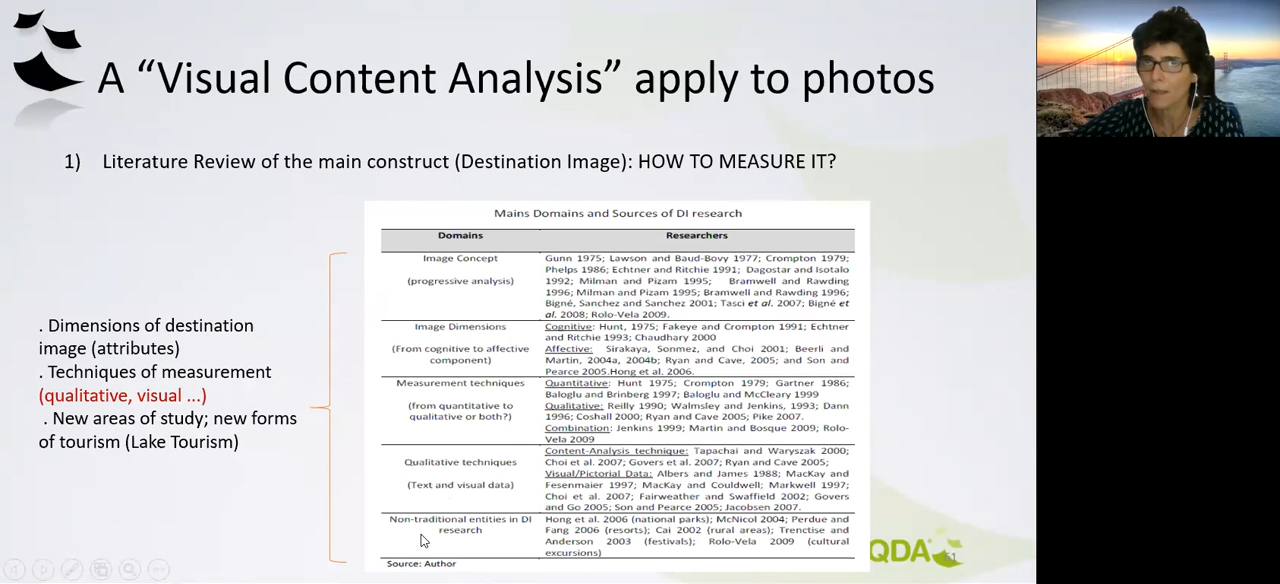 A “Visual Content Analysis” apply to photos
1) Literature Review of the main construct (Destination Image): HOW TO MEASURE IT?
. Dimensions of destination
image (attributes)
. Techniques of measurement
(qualitative, visual ...)
. New areas of study; new forms
of tourism (Lake Tourism)
Mains Domains and Sources of DI research
Domains
Researchers
Image Concept
(progressive analysis)
Gunn 1975; Lawson and Baud-Bovy 1977; Crompton 1979;
Phelps 1986; Echtner and Ritchie 1991; Dagostar and Isotalo
1992; Milman and Pizam 1995; Bramwell and Rawding
1996; Milman and Pizam 1995; Bramwell and Rawding 1996;
Bigné, Sanchez and Sanchez 2001; Tasci et al. 2007; Bigné et
al. 2008; Rolo-Vela 2009.
Image Dimensions
(From cognitive to affective
component)
Cognitive: Hunt, 1975; Fakeye and Crompton 1991; Echtner
and Ritchie 1993; Chaudhary 2000
Affective: Sirakaya, Sonmez, and Choi 2001; Beerli and
Martin, 2004a, 2004b; Ryan and Cave, 2005; and Son and
Pearce 2005.Hong et al. 2006.
Measurement techniques
(from quantitative to
qualitative or both?)
Quantitative: Hunt 1975; Crompton 1979; Gartner 1986;
Baloglu and Brinberg 1997; Baloglu and McCleary 1999
Qualitative: Reilly 1990; Walmsley and Jenkins, 1993; Dann
1996; Coshall 2000; Ryan and Cave 2005; Pike 2007.
Combination: Jenkins 1999; Martin and Bosque 2009; Rolo-
Vela 2009
Qualitative techniques
(Text and visual data)
Content-Analysis technique: Tapachai and Waryszak 2000;
Choi et al. 2007; Govers et al. 2007; Ryan and Cave 2005;
Visual/Pictorial Data: Albers and James 1988; MacKay and
Fesenmaier 1997; MacKay and Couldwell; Markwell 1997;
Choi et al. 2007; Fairweather and Swaffield 2002; Govers
and Go 2005; Son and Pearce 2005; Jacobsen 2007.
Non-traditional entities in DI
research
Hong et al. 2006 (national parks); McNicol 2004; Perdue and
Fang 2006 (resorts); Cai 2002 (rural areas); Trenctise and
Anderson 2003 (festivals); Rolo-Vela 2009 (cultural
excursions)
Source: Author
QDA